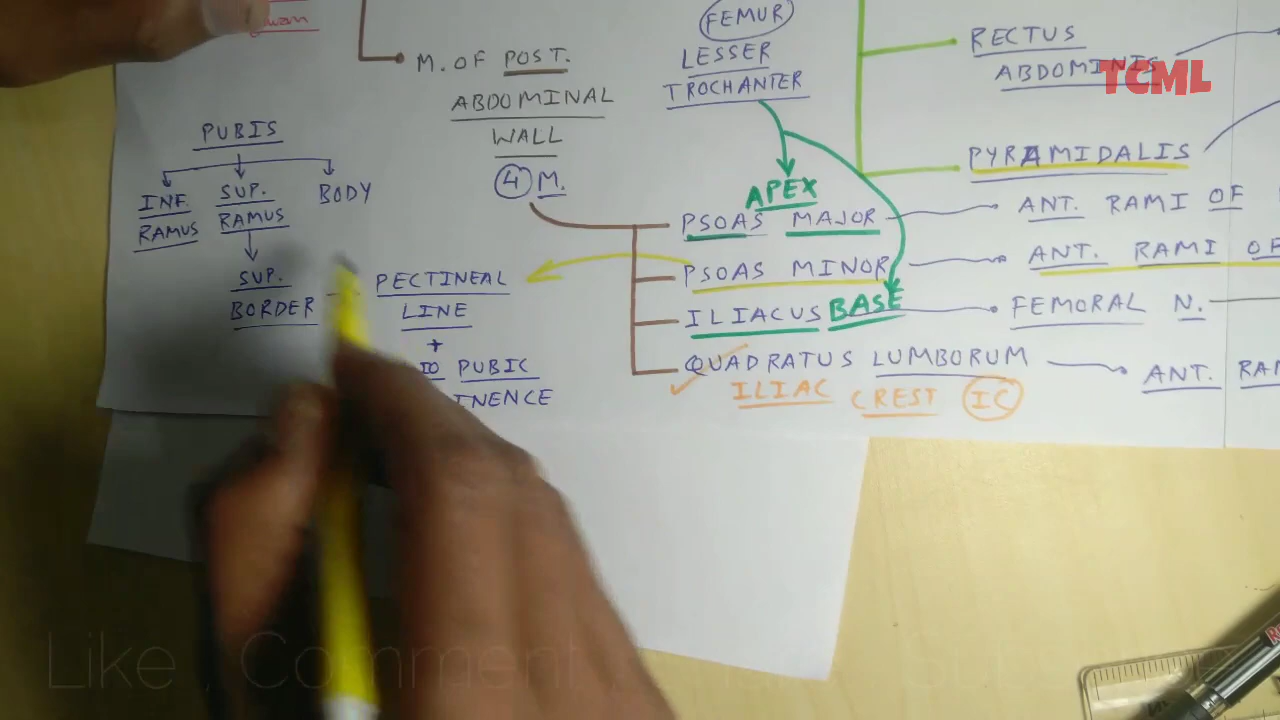 M. OF POST.
ABDOMINAL
WALL
4 M.
FEMUR
LESSER
TROCHANTER
APEX
RECTUS
ABDOMINIS
TCML
PYRAMIDALIS
PUBIS
INF.
RAMUS
SUP.
RAMUS
BODY
SUP.
BORDER
PECTINEAL
LINE
+
PUBIC
PSOAS MAJOR
ANT. RAMI OF
PSOAS MINOR
ANT. RAMI OF
ILIACUS BASE
FEMORAL N.
QUADRATUS LUMBORUM
ANT.
ILIAC CREST IC
Like, Comment